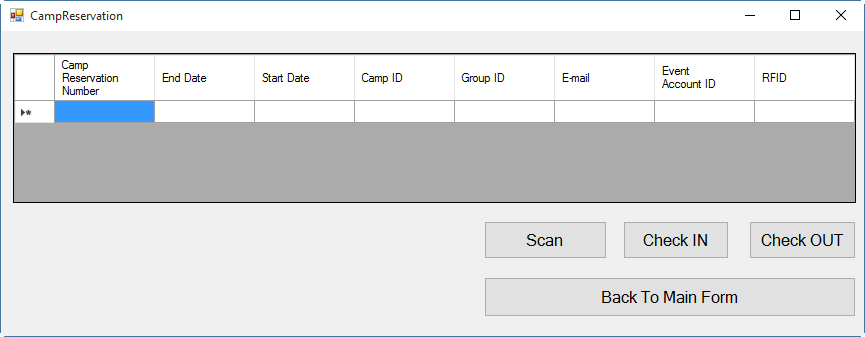 CampReservation
Camp
Reservation
Number
End Date
Start Date
Camp ID
Group ID
E-mail
Event
Account ID
RFID
Scan
Check IN
Check OUT
Back To Main Form